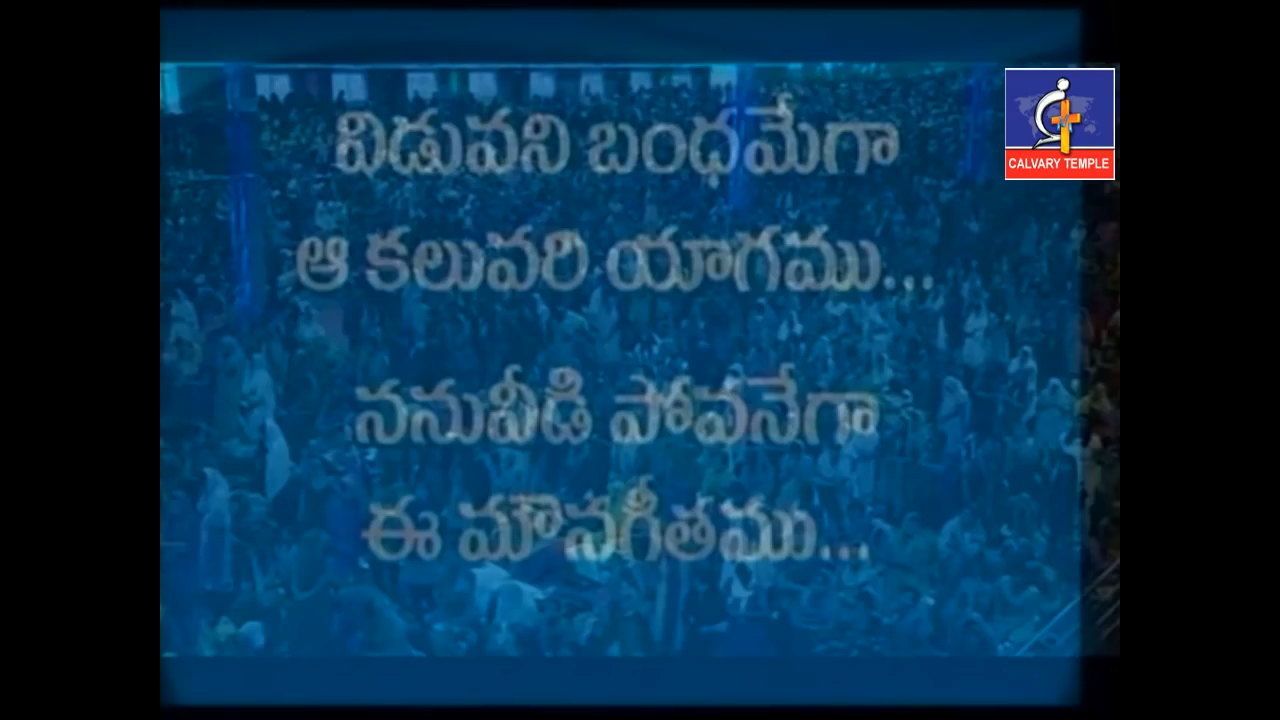 విడువని బంధమేగా
ఆ కలువరి యాగము...
ననువీడి పోవనేగా
ఈ మౌనగీతము...
CALVARY TEMPLE